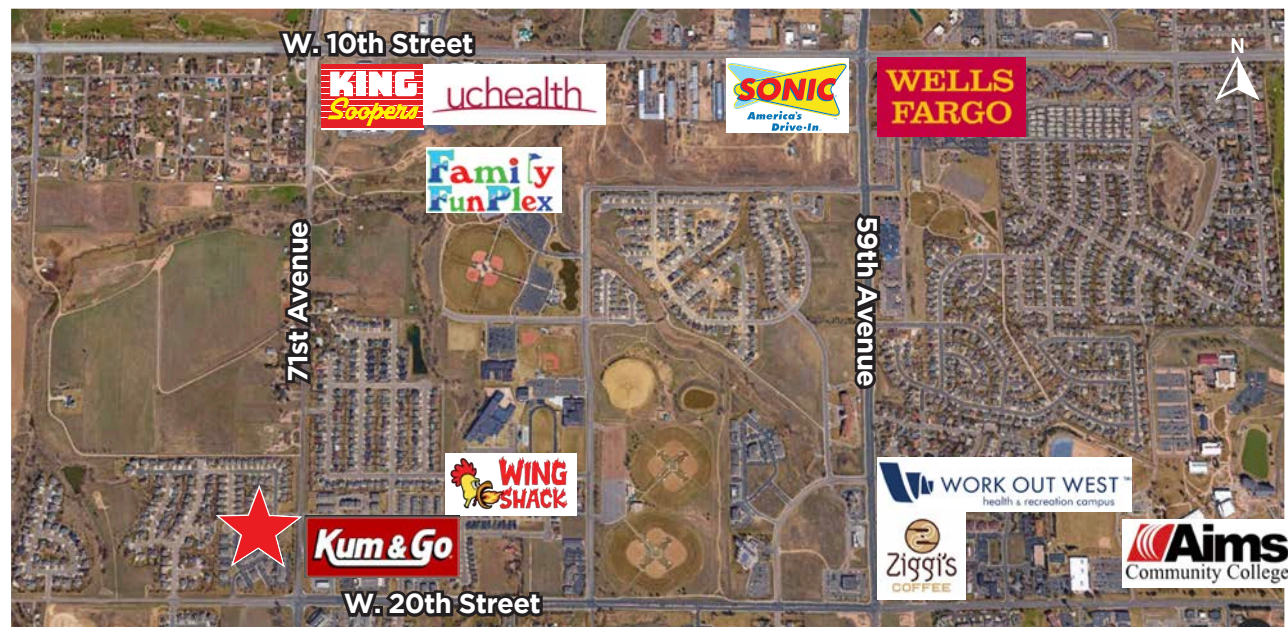 W. 10th Street
N
KING
Soopers
uchealth
SONIC
America's
Drive-In.
WELLS
FARGO
Family
FunPlex
71st Avenue
59th Avenue
WING
SHACK
WORK OUT WEST™
health & recreation campus
Kum & Go
Ziggi's
COFFEE
Aims
Community College
W. 20th Street